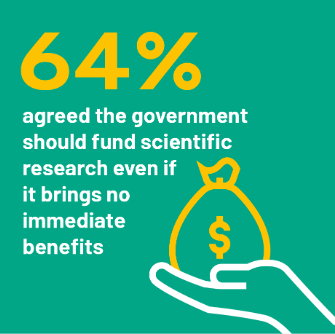 64%
agreed the government
should fund scientific
research even if
it brings no
immediate
benefits
$